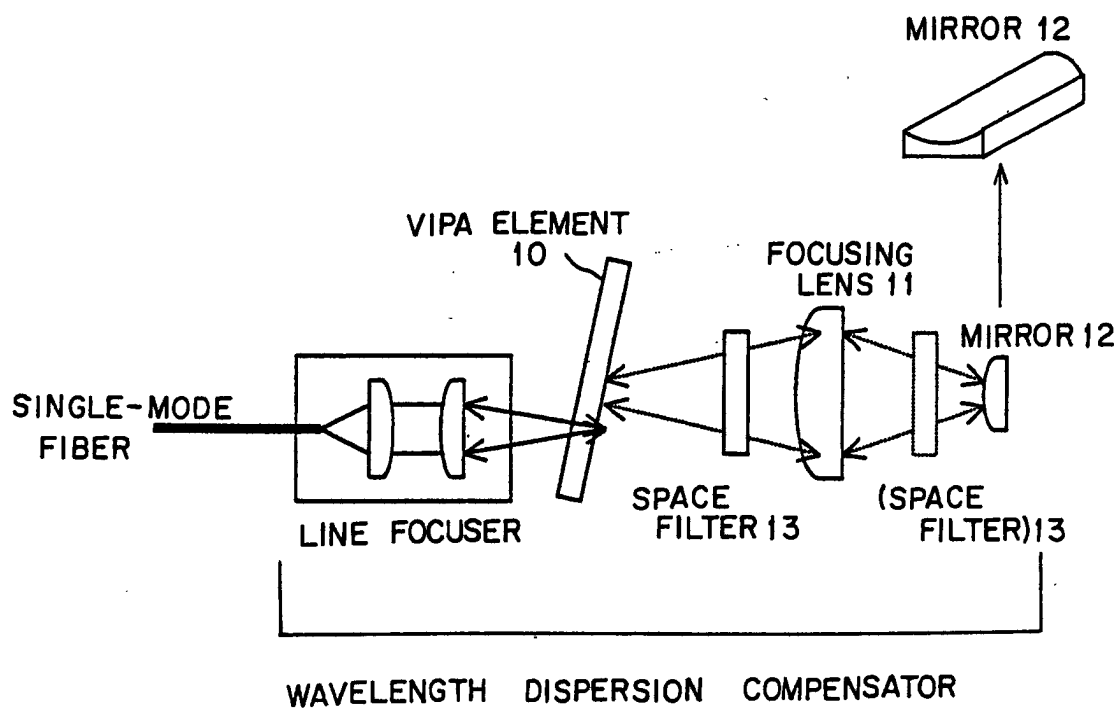 MIRROR 12
VIPA ELEMENT
10
FOCUSING
LENS 11
MIRROR 12
SINGLE-MODE
FIBER
LINE FOCUSER
SPACE
FILTER 13
(SPACE
FILTER)13
WAVELENGTH DISPERSION COMPENSATOR